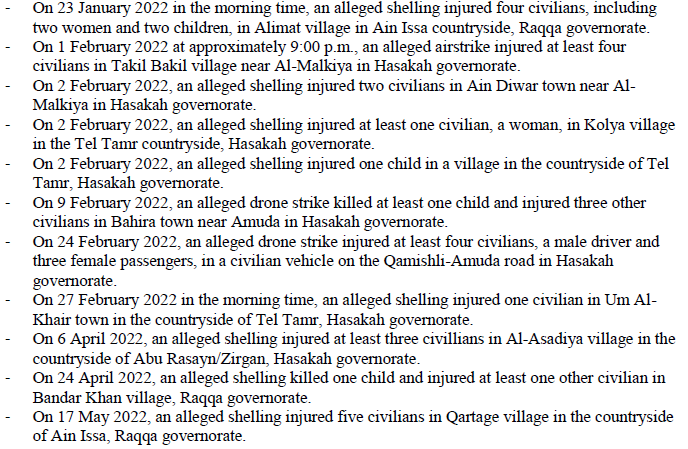 - On 23 January 2022 in the morning time, an alleged shelling injured four civilians, including
two women and two children, in Alimat village in Ain Issa countryside, Raqqa governorate.
- On 1 February 2022 at approximately 9:00 p.m., an alleged airstrike injured at least four
civilians in Takil Bakil village near Al-Malkiya in Hasakah governorate.
- On 2 February 2022, an alleged shelling injured two civilians in Ain Diwar town near Al-
Malkiya in Hasakah governorate.
- On 2 February 2022, an alleged shelling injured at least one civilian, a woman, in Kolya village
in the Tel Tamr countryside, Hasakah governorate.
- On 2 February 2022, an alleged shelling injured one child in a village in the countryside of Tel
Tamr, Hasakah governorate.
- On 9 February 2022, an alleged drone strike killed at least one child and injured three other
civilians in Bahira town near Amuda in Hasakah governorate.
- On 24 February 2022, an alleged drone strike injured at least four civilians, a male driver and
three female passengers, in a civilian vehicle on the Qamishli-Amuda road in Hasakah
governorate.
- On 27 February 2022 in the morning time, an alleged shelling injured one civilian in Um Al-
Khair town in the countryside of Tel Tamr, Hasakah governorate.
- On 6 April 2022, an alleged shelling injured at least three civillians in Al-Asadiya village in the
countryside of Abu Rasayn/Zirgan, Hasakah governorate.
- On 24 April 2022, an alleged shelling killed one child and injured at least one other civilian in
Bandar Khan village, Raqqa governorate.
- On 17 May 2022, an alleged shelling injured five civilians in Qartage village in the countryside
of Ain Issa, Raqqa governorate.